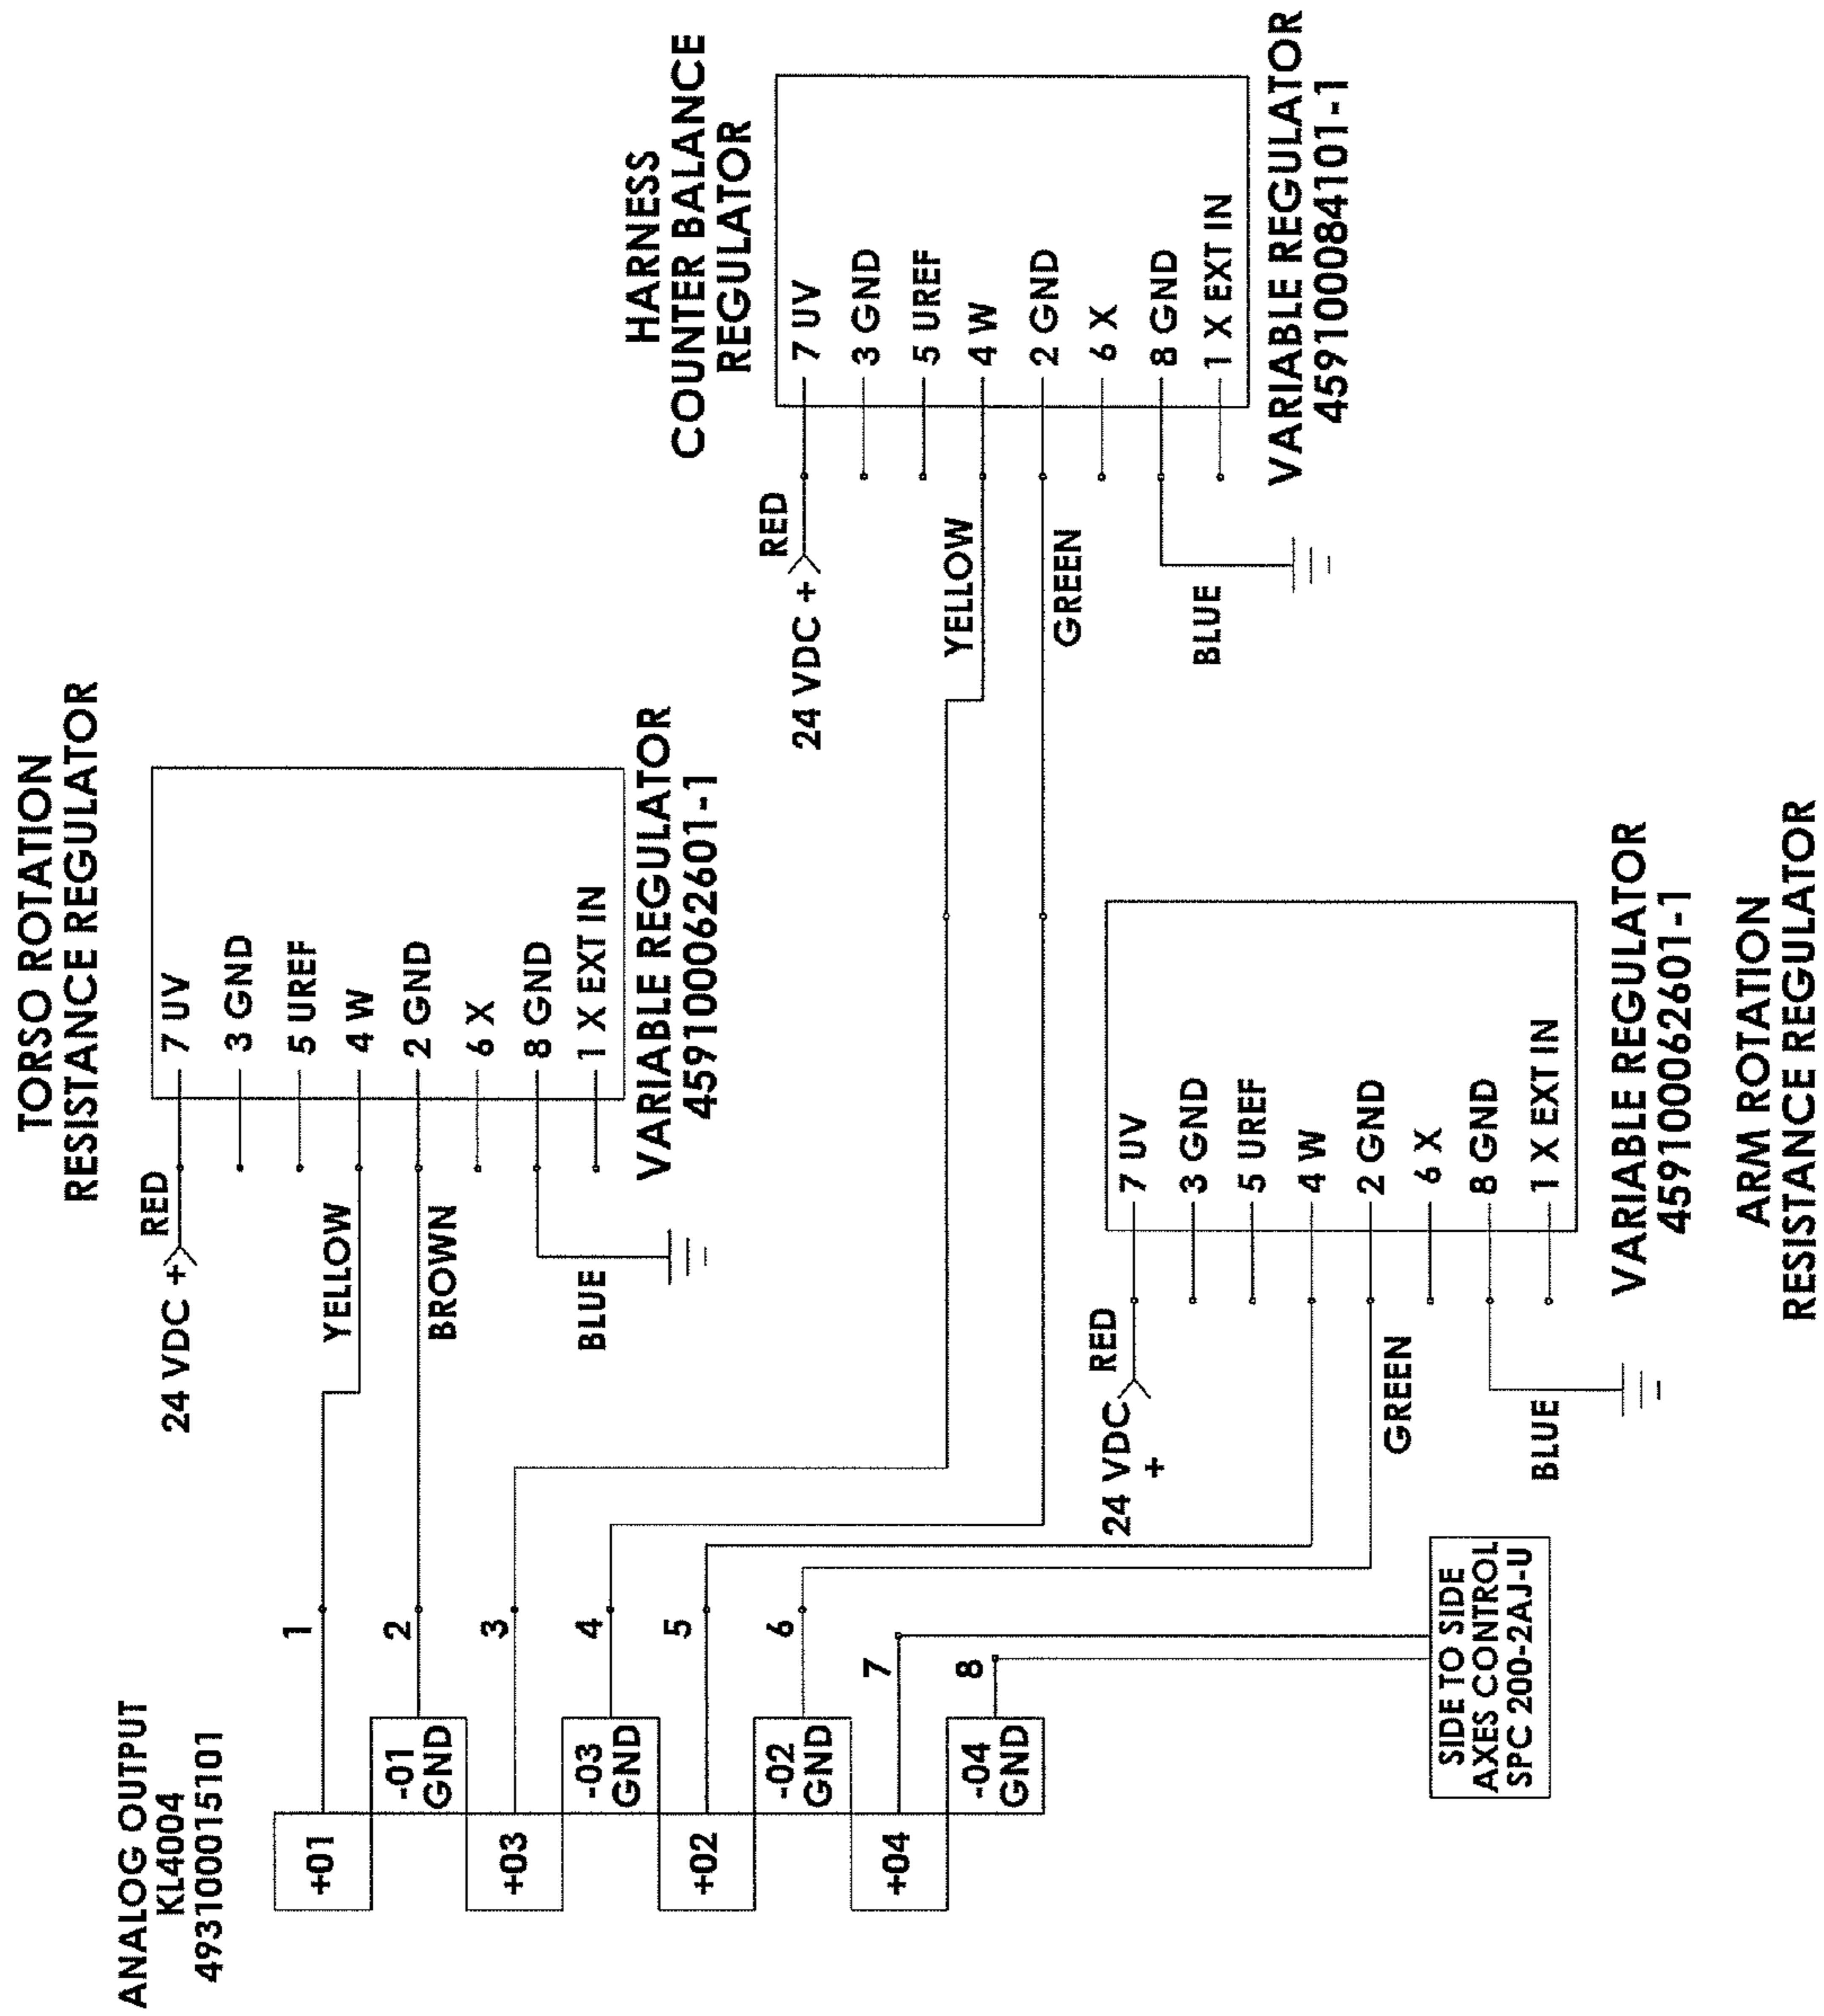 ANALOG OUTPUT
KL4004
493100015101
+01
-01
GND
+03
-03
GND
+02
-02
GND
+04
-04
GND
1
2
3
4
5
6
7
8
TORSO ROTATION
RESISTANCE REGULATOR
24 VDC +
RED
YELLOW
BROWN
BLUE
7 UV
3 GND
5 UREF
4 W
2 GND
6 X
8 GND
1 X EXT IN
VARIABLE REGULATOR
459100062601-1
HARNESS
COUNTER BALANCE
REGULATOR
24 VDC +
RED
YELLOW
GREEN
BLUE
7 UV
3 GND
5 UREF
4 W
2 GND
6 X
8 GND
1 X EXT IN
VARIABLE REGULATOR
459100084101-1
24 VDC
+
RED
GREEN
BLUE
7 UV
3 GND
5 UREF
4 W
2 GND
6 X
8 GND
1 X EXT IN
VARIABLE REGULATOR
459100062601-1
ARM ROTATION
RESISTANCE REGULATOR
SIDE TO SIDE
AXES CONTROL
SPC 200-2AJ-U